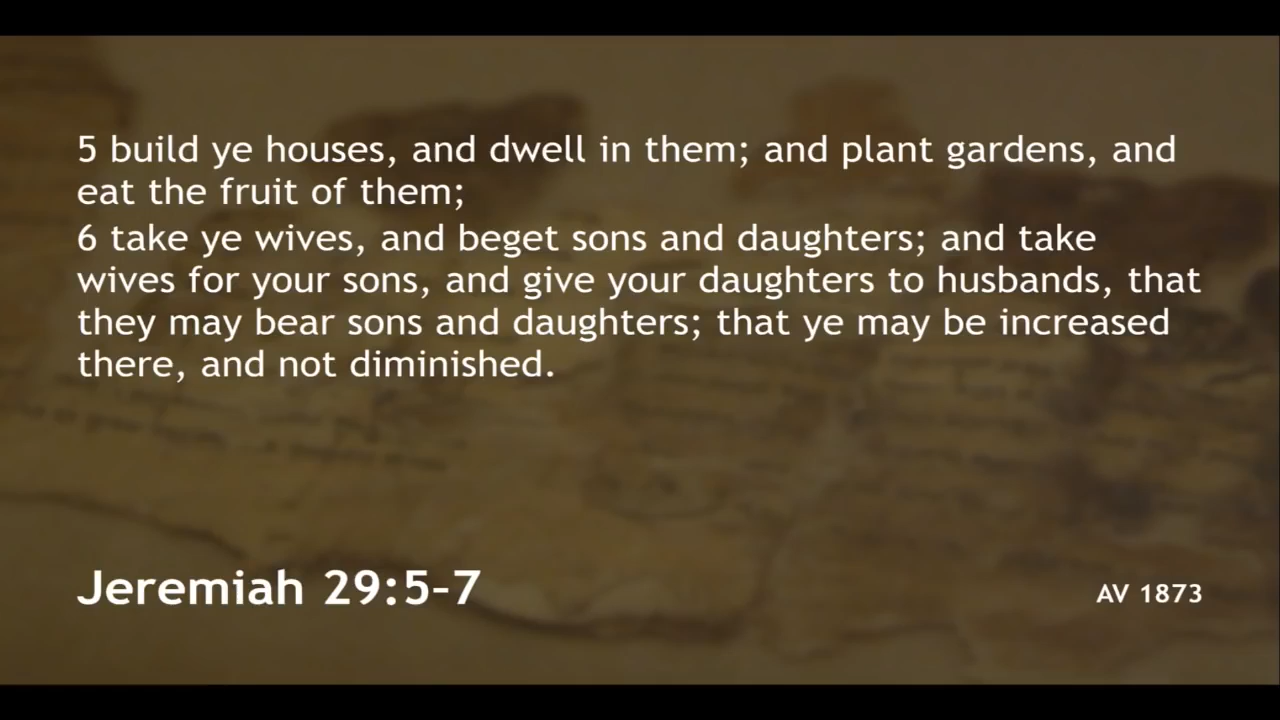 5 build ye houses, and dwell in them; and plant gardens, and
eat the fruit of them;
6 take ye wives, and beget sons and daughters; and take
wives for your sons, and give your daughters to husbands, that
they may bear sons and daughters; that ye may be increased
there, and not diminished.
Jeremiah 29:5–7
AV 1873